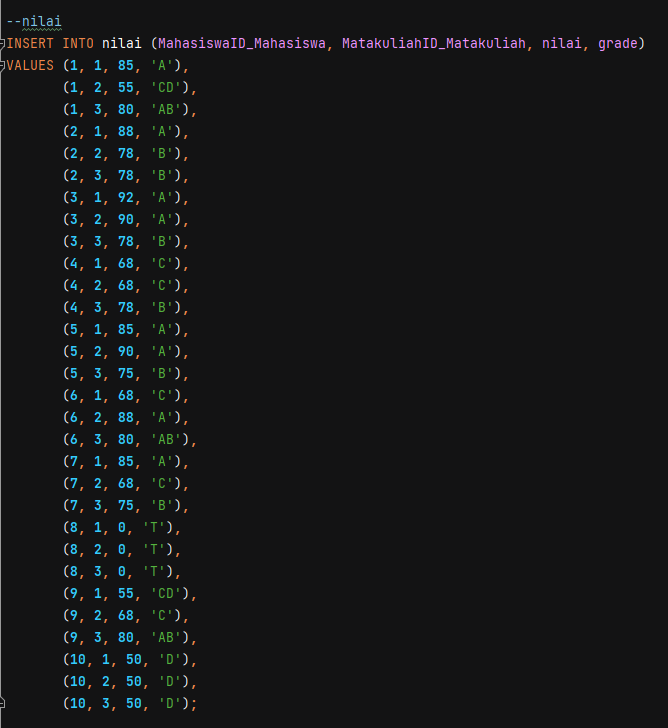 --nilai
INSERT INTO nilai (MahasiswaID_Mahasiswa, MatakuliahID_Matakuliah, nilai, grade)
VALUES (1, 1, 85, 'A'),
(1, 2, 55, 'CD'),
(1, 3, 80, 'AB'),
(2, 1, 88, 'A'),
(2, 2, 78, 'B'),
(2, 3, 78, 'B'),
(3, 1, 92, 'A'),
(3, 2, 90, 'A'),
(3, 3, 78, 'B'),
(4, 1, 68, 'C'),
(4, 2, 68, 'C'),
(4, 3, 78, 'B'),
(5, 1, 85, 'A'),
(5, 2, 90, 'A'),
(5, 3, 75, 'B'),
(6, 1, 68, 'C'),
(6, 2, 88, 'A'),
(6, 3, 80, 'AB'),
(7, 1, 85, 'A'),
(7, 2, 68, 'C'),
(7, 3, 75, 'B'),
(8, 1, 0, 'T'),
(8, 2, 0, 'T'),
(8, 3, 0, 'T'),
(9, 1, 55, 'CD'),
(9, 2, 68, 'C'),
(9, 3, 80, 'AB'),
(10, 1, 50, 'D'),
(10, 2, 50, 'D'),
(10, 3, 50, 'D');